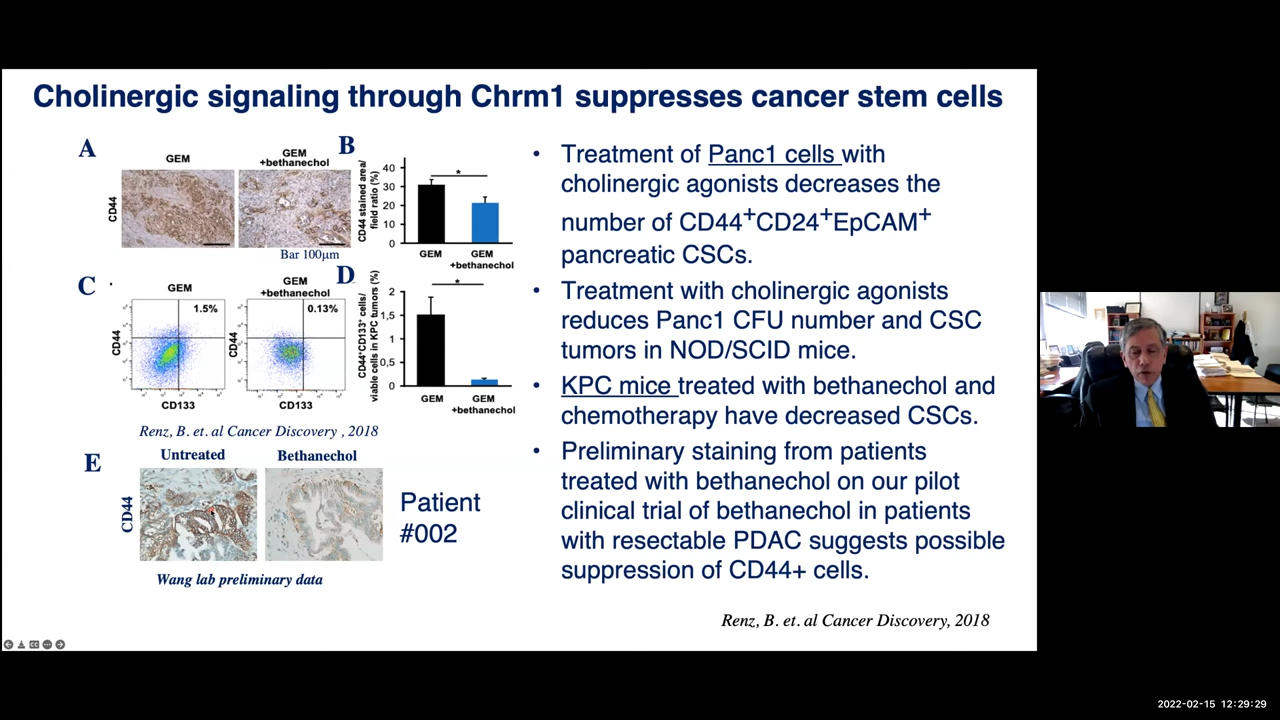 Cholinergic signaling through Chrm1 suppresses cancer stem cells
A
GEM
GEM
+bethanechol
CD44
Bar 100μm
B
CD44 stained area/
field ratio (%)
40
30
20
10
0
*
GEM
GEM
+bethanechol
C
GEM
GEM
+bethanechol
1.5%
0.13%
CD44
CD44
CD133
CD133
D
CD44⁺CD133⁺ cells/
viable cells in KPC tumors (%)
2
1,5
1
0,5
0
*
GEM
GEM
+bethanechol
Renz, B. et. al Cancer Discovery , 2018
E
Untreated
Bethanechol
CD44
Patient
#002
Wang lab preliminary data
• Treatment of Panc1 cells with
cholinergic agonists decreases the
number of CD44⁺CD24⁺EpCAM⁺
pancreatic CSCs.
• Treatment with cholinergic agonists
reduces Panc1 CFU number and CSC
tumors in NOD/SCID mice.
• KPC mice treated with bethanechol and
chemotherapy have decreased CSCs.
• Preliminary staining from patients
treated with bethanechol on our pilot
clinical trial of bethanechol in patients
with resectable PDAC suggests possible
suppression of CD44+ cells.
Renz, B. et. al Cancer Discovery, 2018
2022-02-15 12:29:29